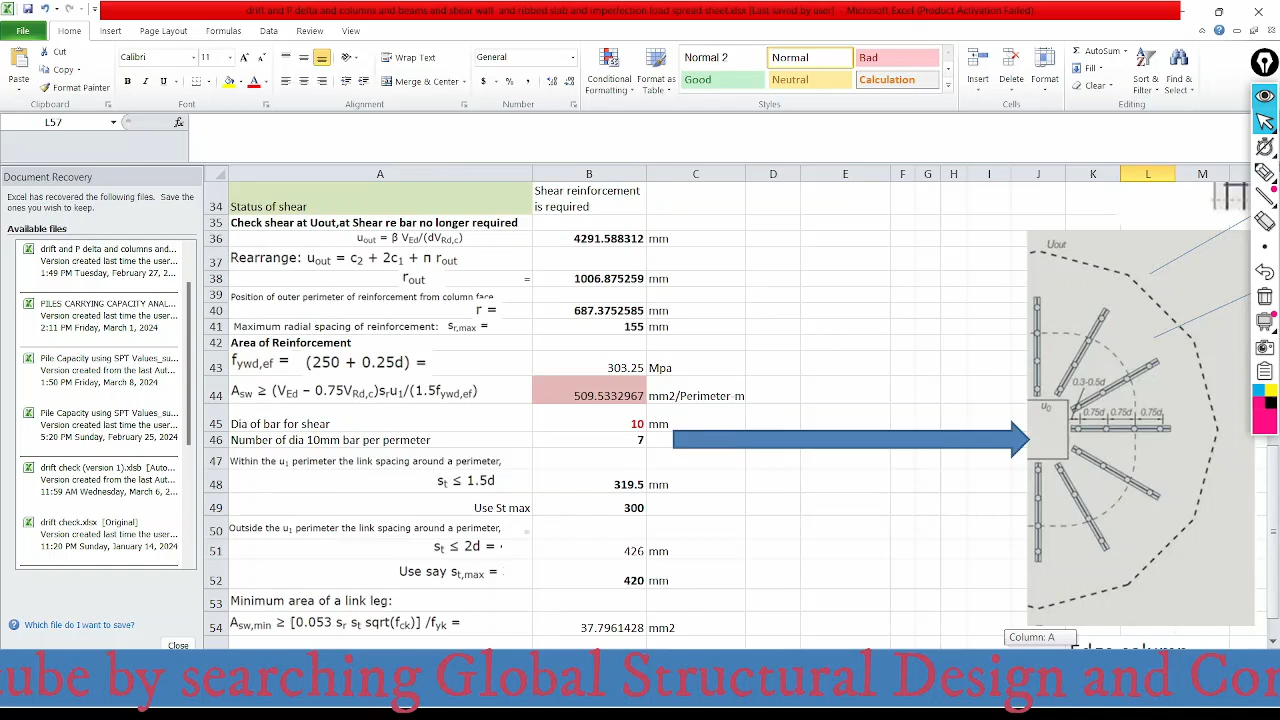 drift and P delta and columns and beams and shear wall and ribbed slab and imperfection load spread sheet.xlsx [Last saved by user] - Microsoft Excel (Product Activation Failed)
File Home Insert Page Layout Formulas Data Review View
Cut
Copy
Format Painter
Paste
Clipboard
Calibri 11
B I U
Font
Wrap Text
Merge & Center
Alignment
General
$ % ,
Number
Conditional Formatting
Format as Table
Normal 2 Normal Bad
Good Neutral Calculation
Styles
Insert Delete Format
Cells
AutoSum
Fill
Clear
Sort & Filter
Find & Select
Editing
L57 fx
Document Recovery
Excel has recovered the following files. Save the
ones you wish to keep.
Available files
drift and P delta and columns and...
Version created last time the user...
1:49 PM Tuesday, February 27, 2...
PILES CARRYING CAPACITY ANAL...
Version created last time the user...
2:11 PM Friday, March 1, 2024
Pile Capacity using SPT Values_su...
Version created last time the user...
1:50 PM Friday, March 8, 2024
Pile Capacity using SPT Values_su...
Version created last time the user...
5:20 PM Sunday, February 25, 2024
drift check (version 1).xlsb [Auto...
Version created from the last Aut...
11:59 AM Wednesday, March 6, 2...
drift check.xlsx [Original]
Version created last time the user...
11:20 PM Sunday, January 14, 2024
Which file do I want to save?
Close
A B C D E F G H I J K L M
34 Status of shear Shear reinforcement is required
35 Check shear at Uout,at Shear re bar no longer required
36 uout = β VEd/(dVRd,c) 4291.588312 mm
37 Rearrange: uout = c2 + 2c1 + π rout
38 rout = 1006.875259 mm
39 Position of outer perimeter of reinforcement from column face
40 r = 687.3752585 mm
41 Maximum radial spacing of reinforcement: sr,max = 155 mm
42 Area of Reinforcement
43 fywd,ef = (250 + 0.25d) = 303.25 Mpa
44 Asw ≥ (VEd – 0.75VRd,c)sru1/(1.5fywd,ef) 509.5332967 mm2/Perimeter-m
45 Dia of bar for shear 10 mm
46 Number of dia 10mm bar per permeter 7
47 Within the u1 perimeter the link spacing around a perimeter,
48 st ≤ 1.5d 319.5 mm
49 Use St max 300
50 Outside the u1 perimeter the link spacing around a perimeter,
51 st ≤ 2d = 426 mm
52 Use say st,max = 420 mm
53 Minimum area of a link leg:
54 Asw,min ≥ [0.053 sr st sqrt(fck)] /fyk = 37.7961428 mm2
Uout
0.3-0.5d
u0
0.75d 0.75d 0.75d
Column: A
Edge column
tube by searching Global Structural Design and Con